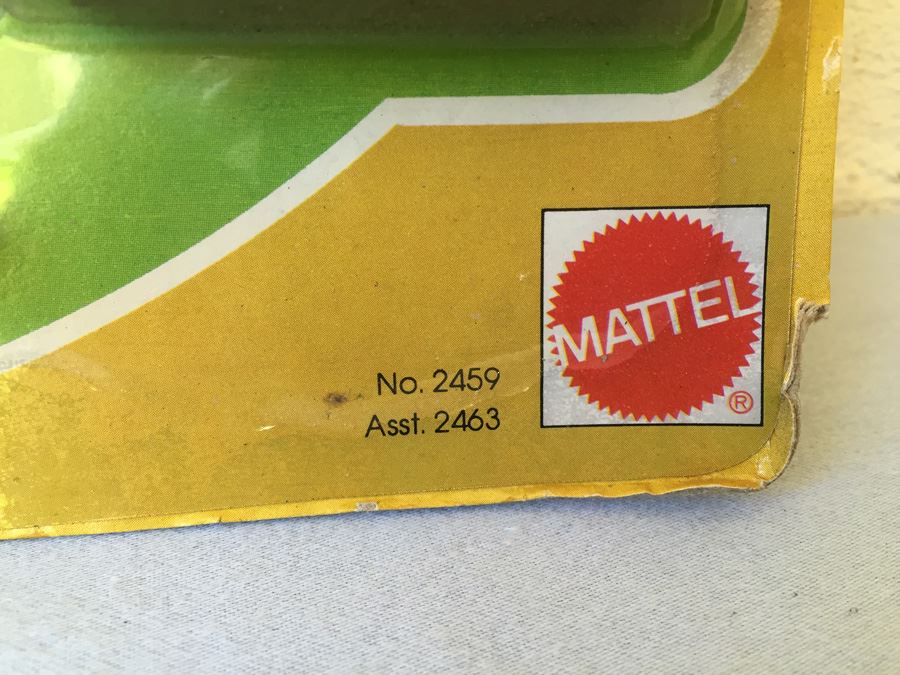 No. 2459
Asst. 2463
MATTEL
®